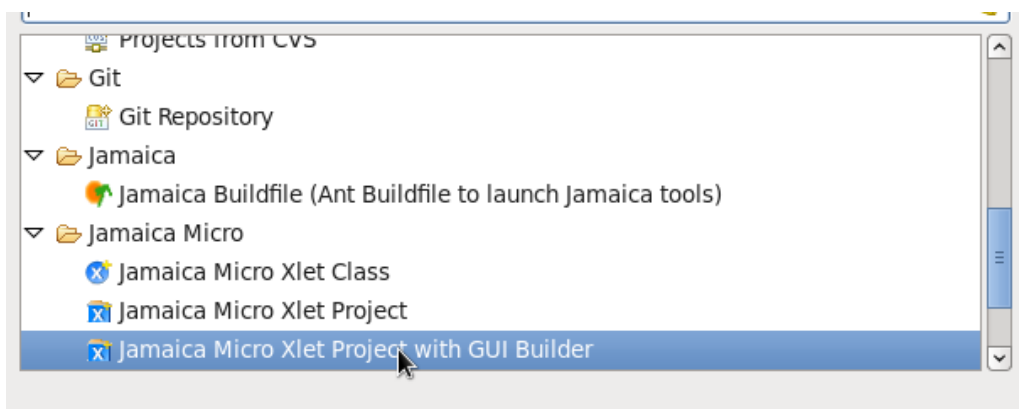 Projects from CVS
Git
Git Repository
Jamaica
Jamaica Buildfile (Ant Buildfile to launch Jamaica tools)
Jamaica Micro
Jamaica Micro Xlet Class
Jamaica Micro Xlet Project
Jamaica Micro Xlet Project with GUI Builder